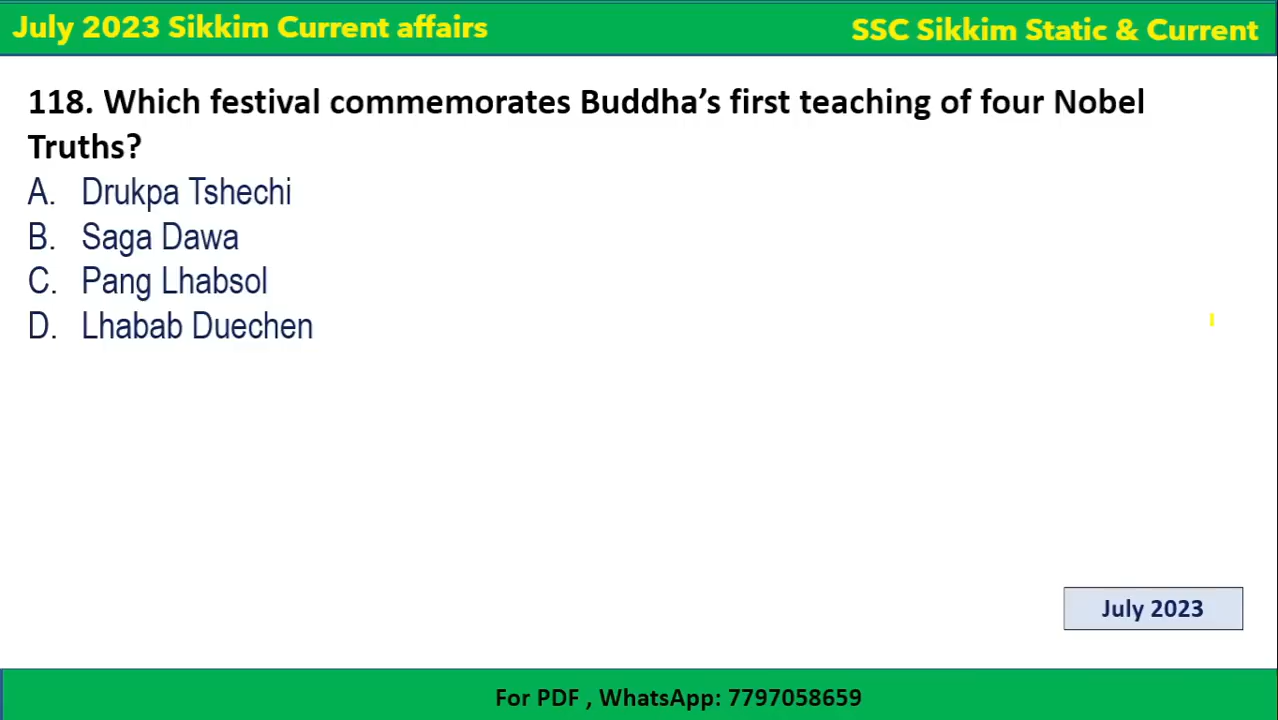 July 2023 Sikkim Current affairs
SSC Sikkim Static & Current
118. Which festival commemorates Buddha’s first teaching of four Nobel
Truths?
A. Drukpa Tshechi
B. Saga Dawa
C. Pang Lhabsol
D. Lhabab Duechen
July 2023
For PDF , WhatsApp: 7797058659